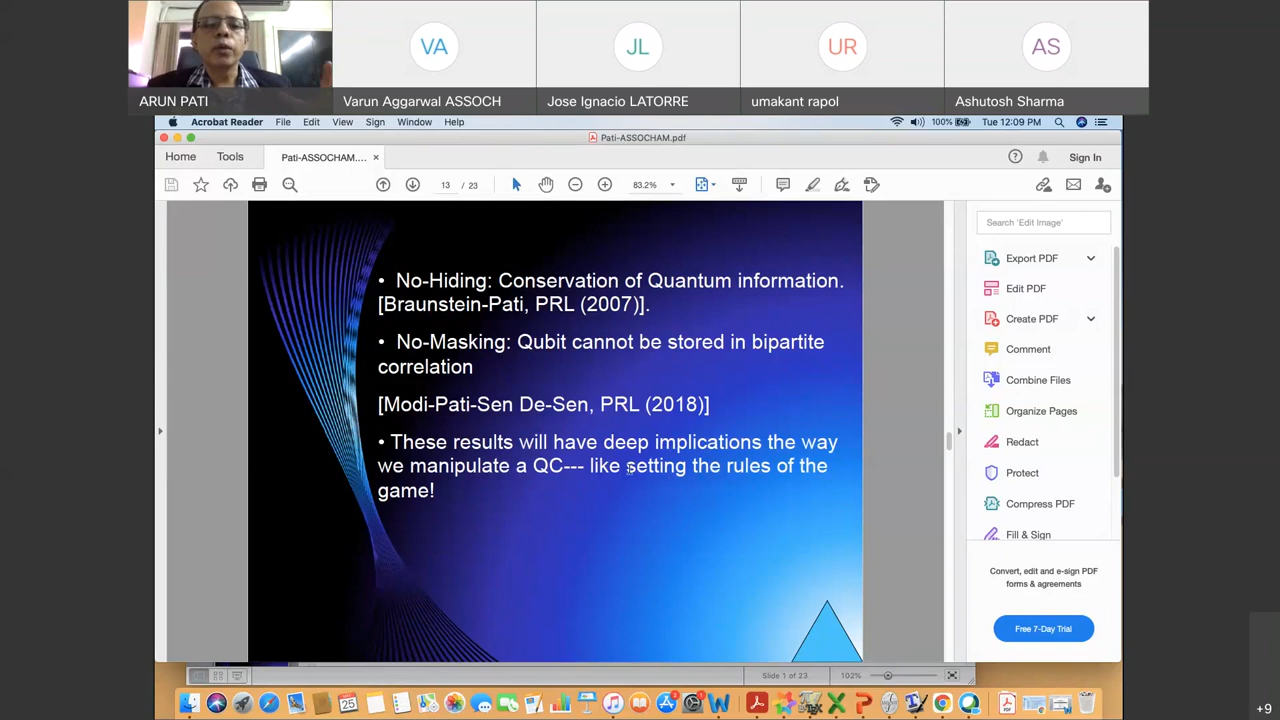 VA
JL
UR
AS
ARUN PATI
Varun Aggarwal ASSOCH
Jose Ignacio LATORRE
umakant rapol
Ashutosh Sharma
Acrobat Reader File Edit View Sign Window Help
100% Tue 12:09 PM
Pati-ASSOCHAM.pdf
Home Tools Pati-ASSOCHAM.... × Sign In
13 / 23 83.2%
• No-Hiding: Conservation of Quantum information.
[Braunstein-Pati, PRL (2007)].
• No-Masking: Qubit cannot be stored in bipartite
correlation
[Modi-Pati-Sen De-Sen, PRL (2018)]
• These results will have deep implications the way
we manipulate a QC--- like setting the rules of the
game!
Search 'Edit Image'
Export PDF
Edit PDF
Create PDF
Comment
Combine Files
Organize Pages
Redact
Protect
Compress PDF
Fill & Sign
Convert, edit and e-sign PDF
forms & agreements
Free 7-Day Trial
Slide 1 of 23 102%
25
+9